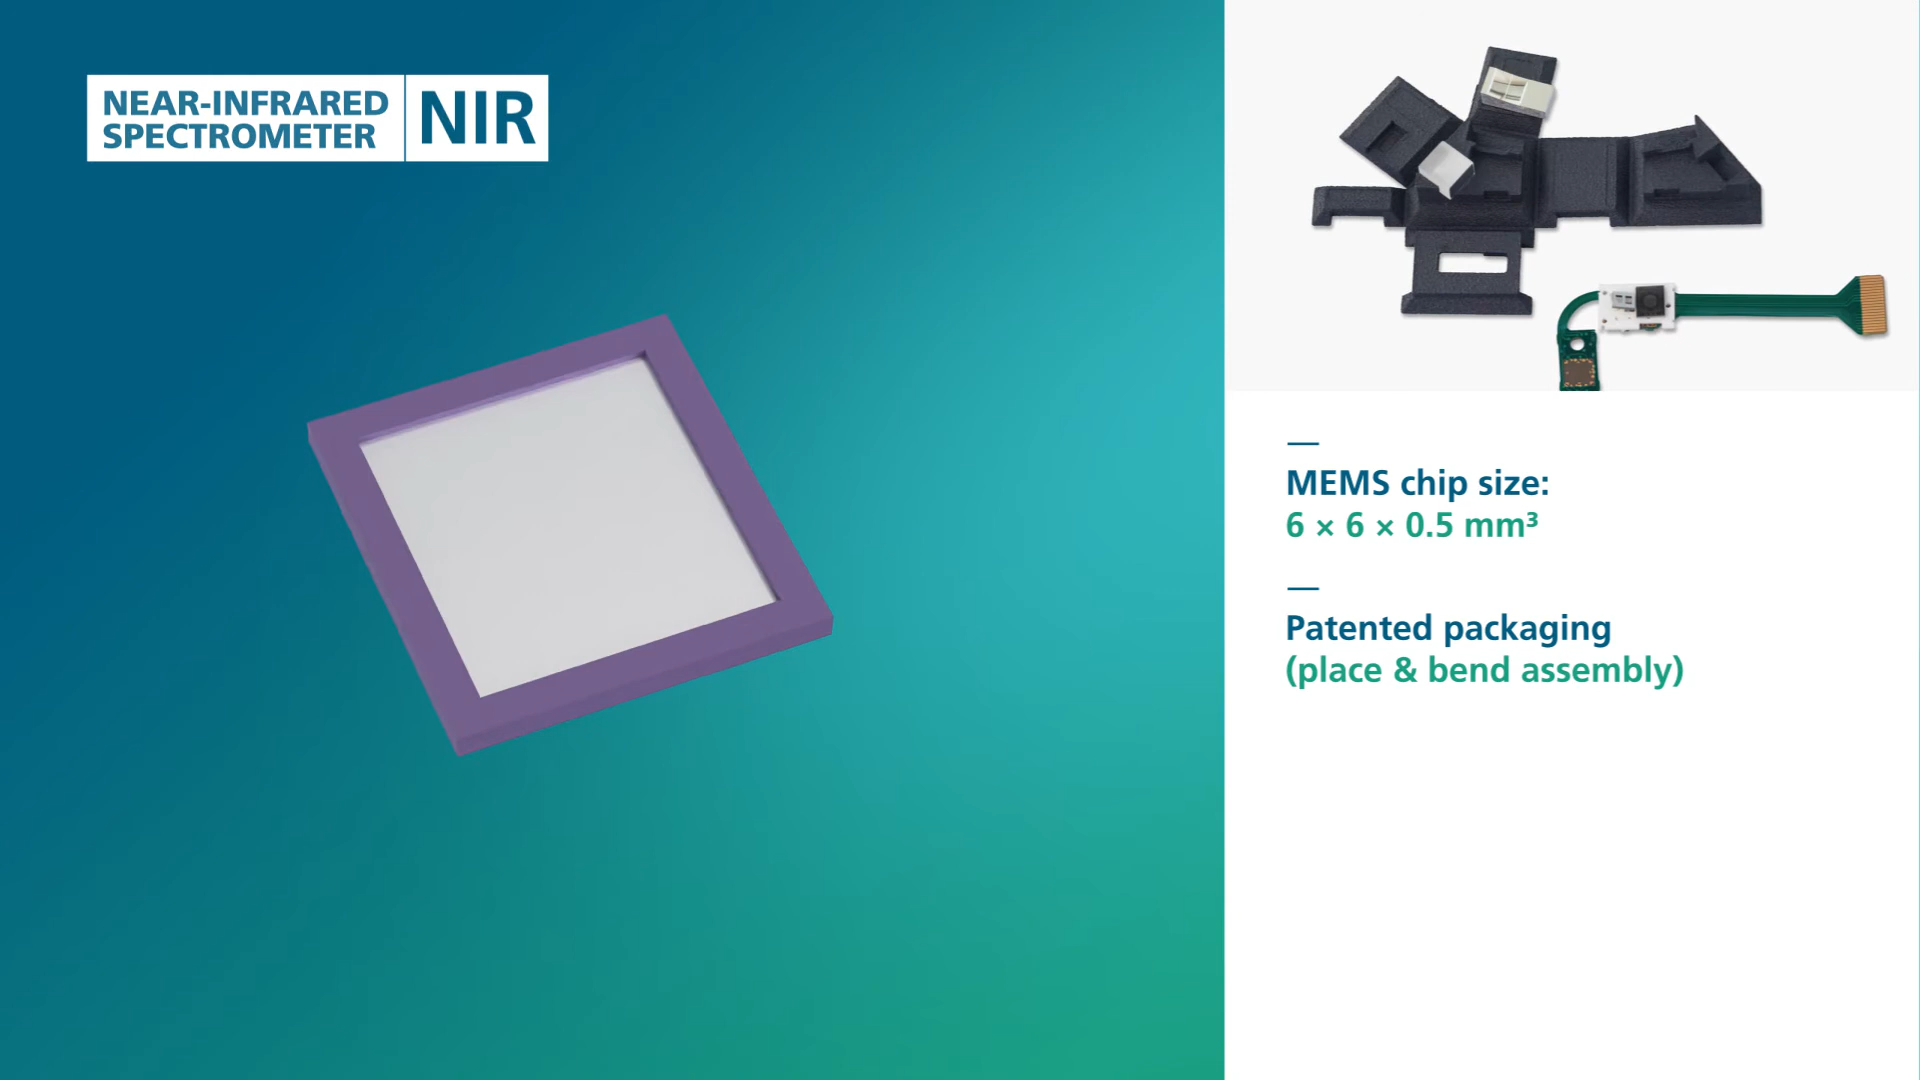 NEAR-INFRARED
SPECTROMETER
NIR
MEMS chip size:
6 × 6 × 0.5 mm³
Patented packaging
(place & bend assembly)